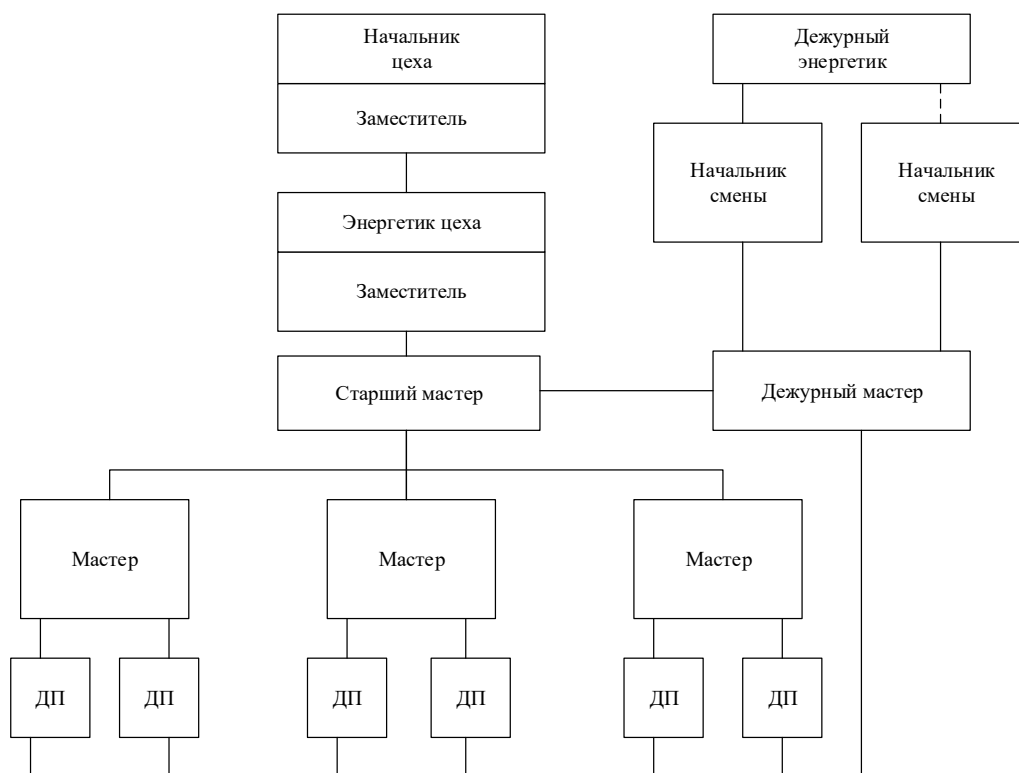 Начальник
цеха
Дежурный
энергетик
Заместитель
Начальник
смены
Начальник
смены
Энергетик цеха
Заместитель
Старший мастер
Дежурный мастер
Мастер
Мастер
Мастер
ДП
ДП
ДП
ДП
ДП
ДП